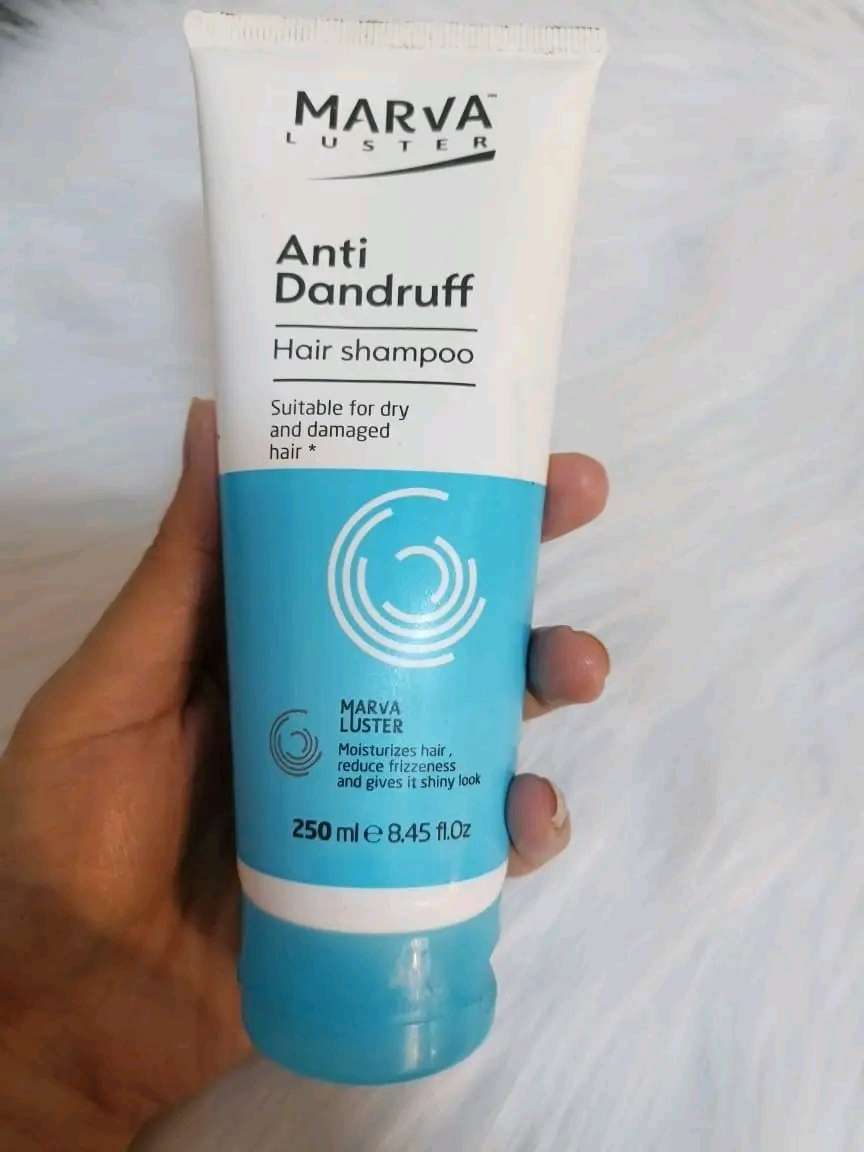 MARVA™
LUSTER
Anti
Dandruff
Hair shampoo
Suitable for dry
and damaged
hair *
MARVA
LUSTER
Moisturizes hair ,
reduce frizzeness
and gives it shiny look
250 ml ℮ 8.45 fl.Oz